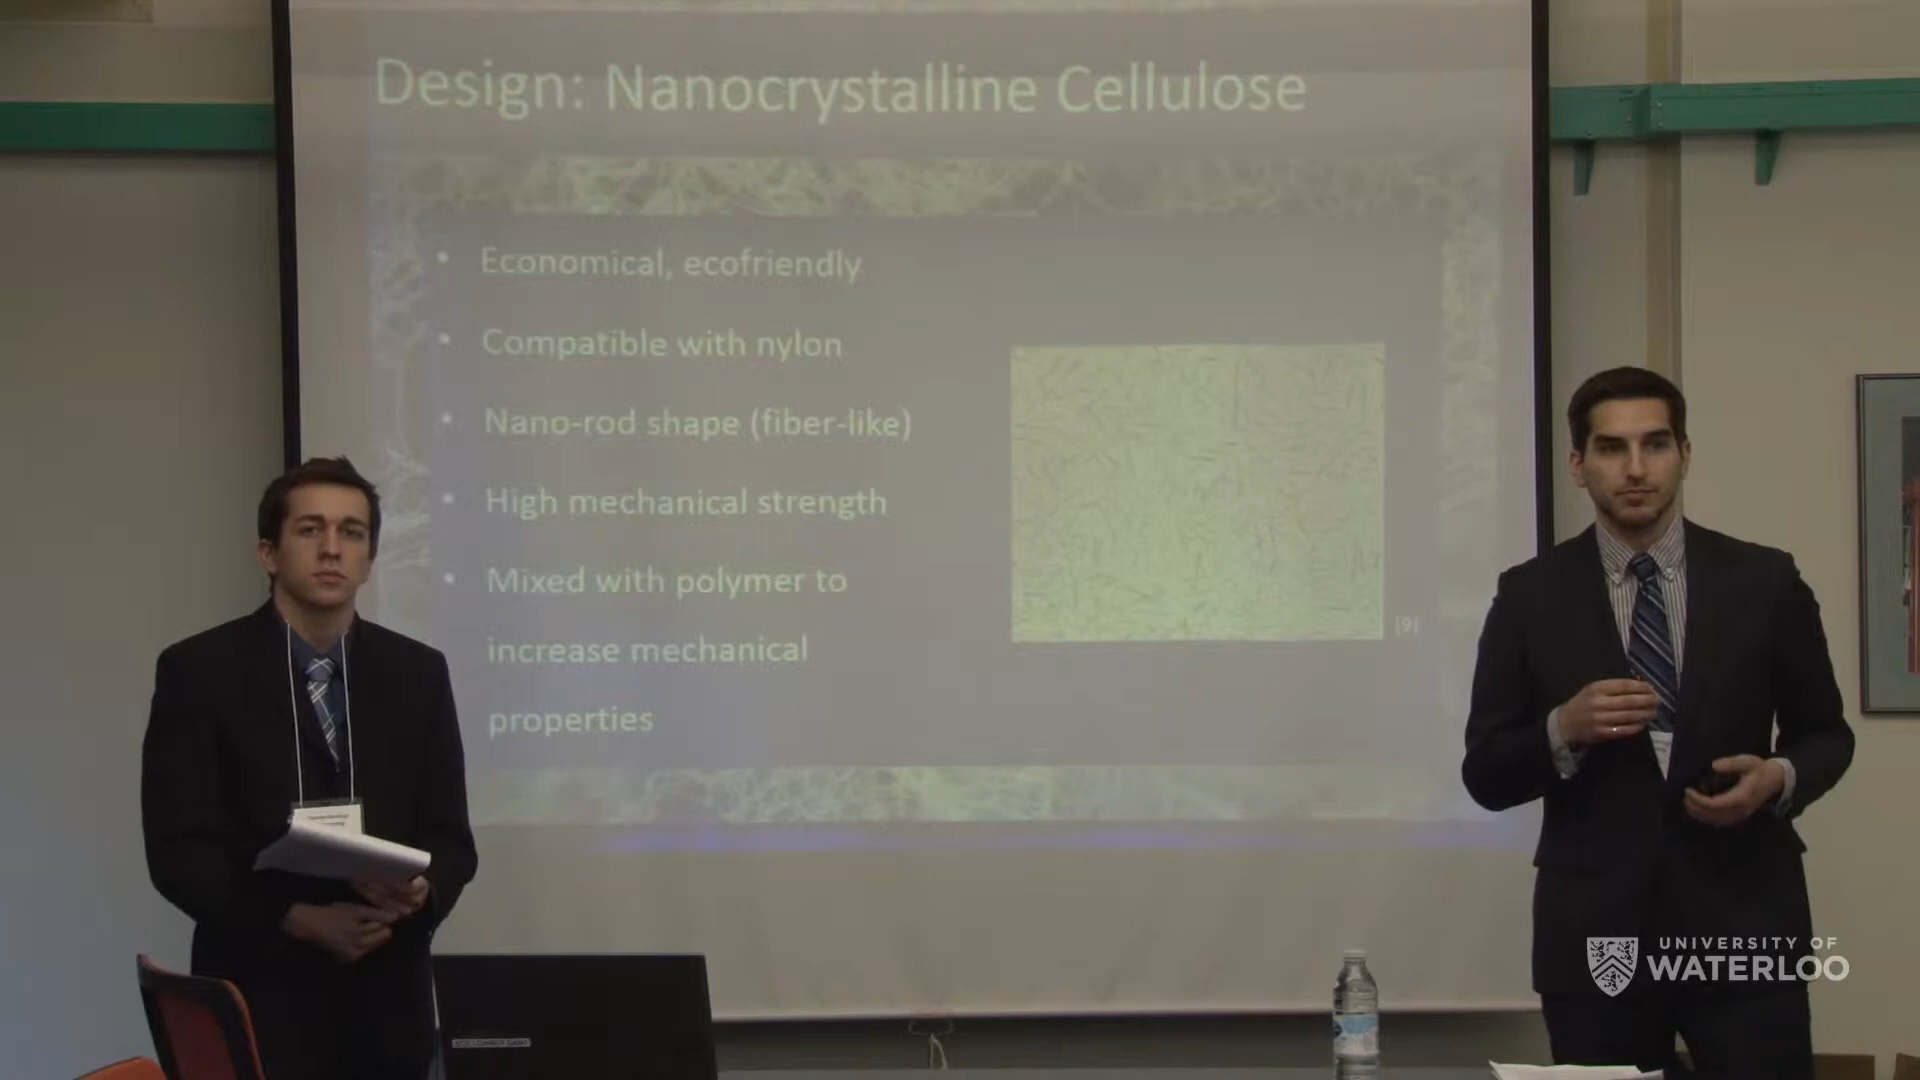 Design: Nanocrystalline Cellulose
• Economical, ecofriendly
• Compatible with nylon
• Nano-rod shape (fiber-like)
• High mechanical strength
• Mixed with polymer to
increase mechanical
properties
[9]
UNIVERSITY OF
WATERLOO